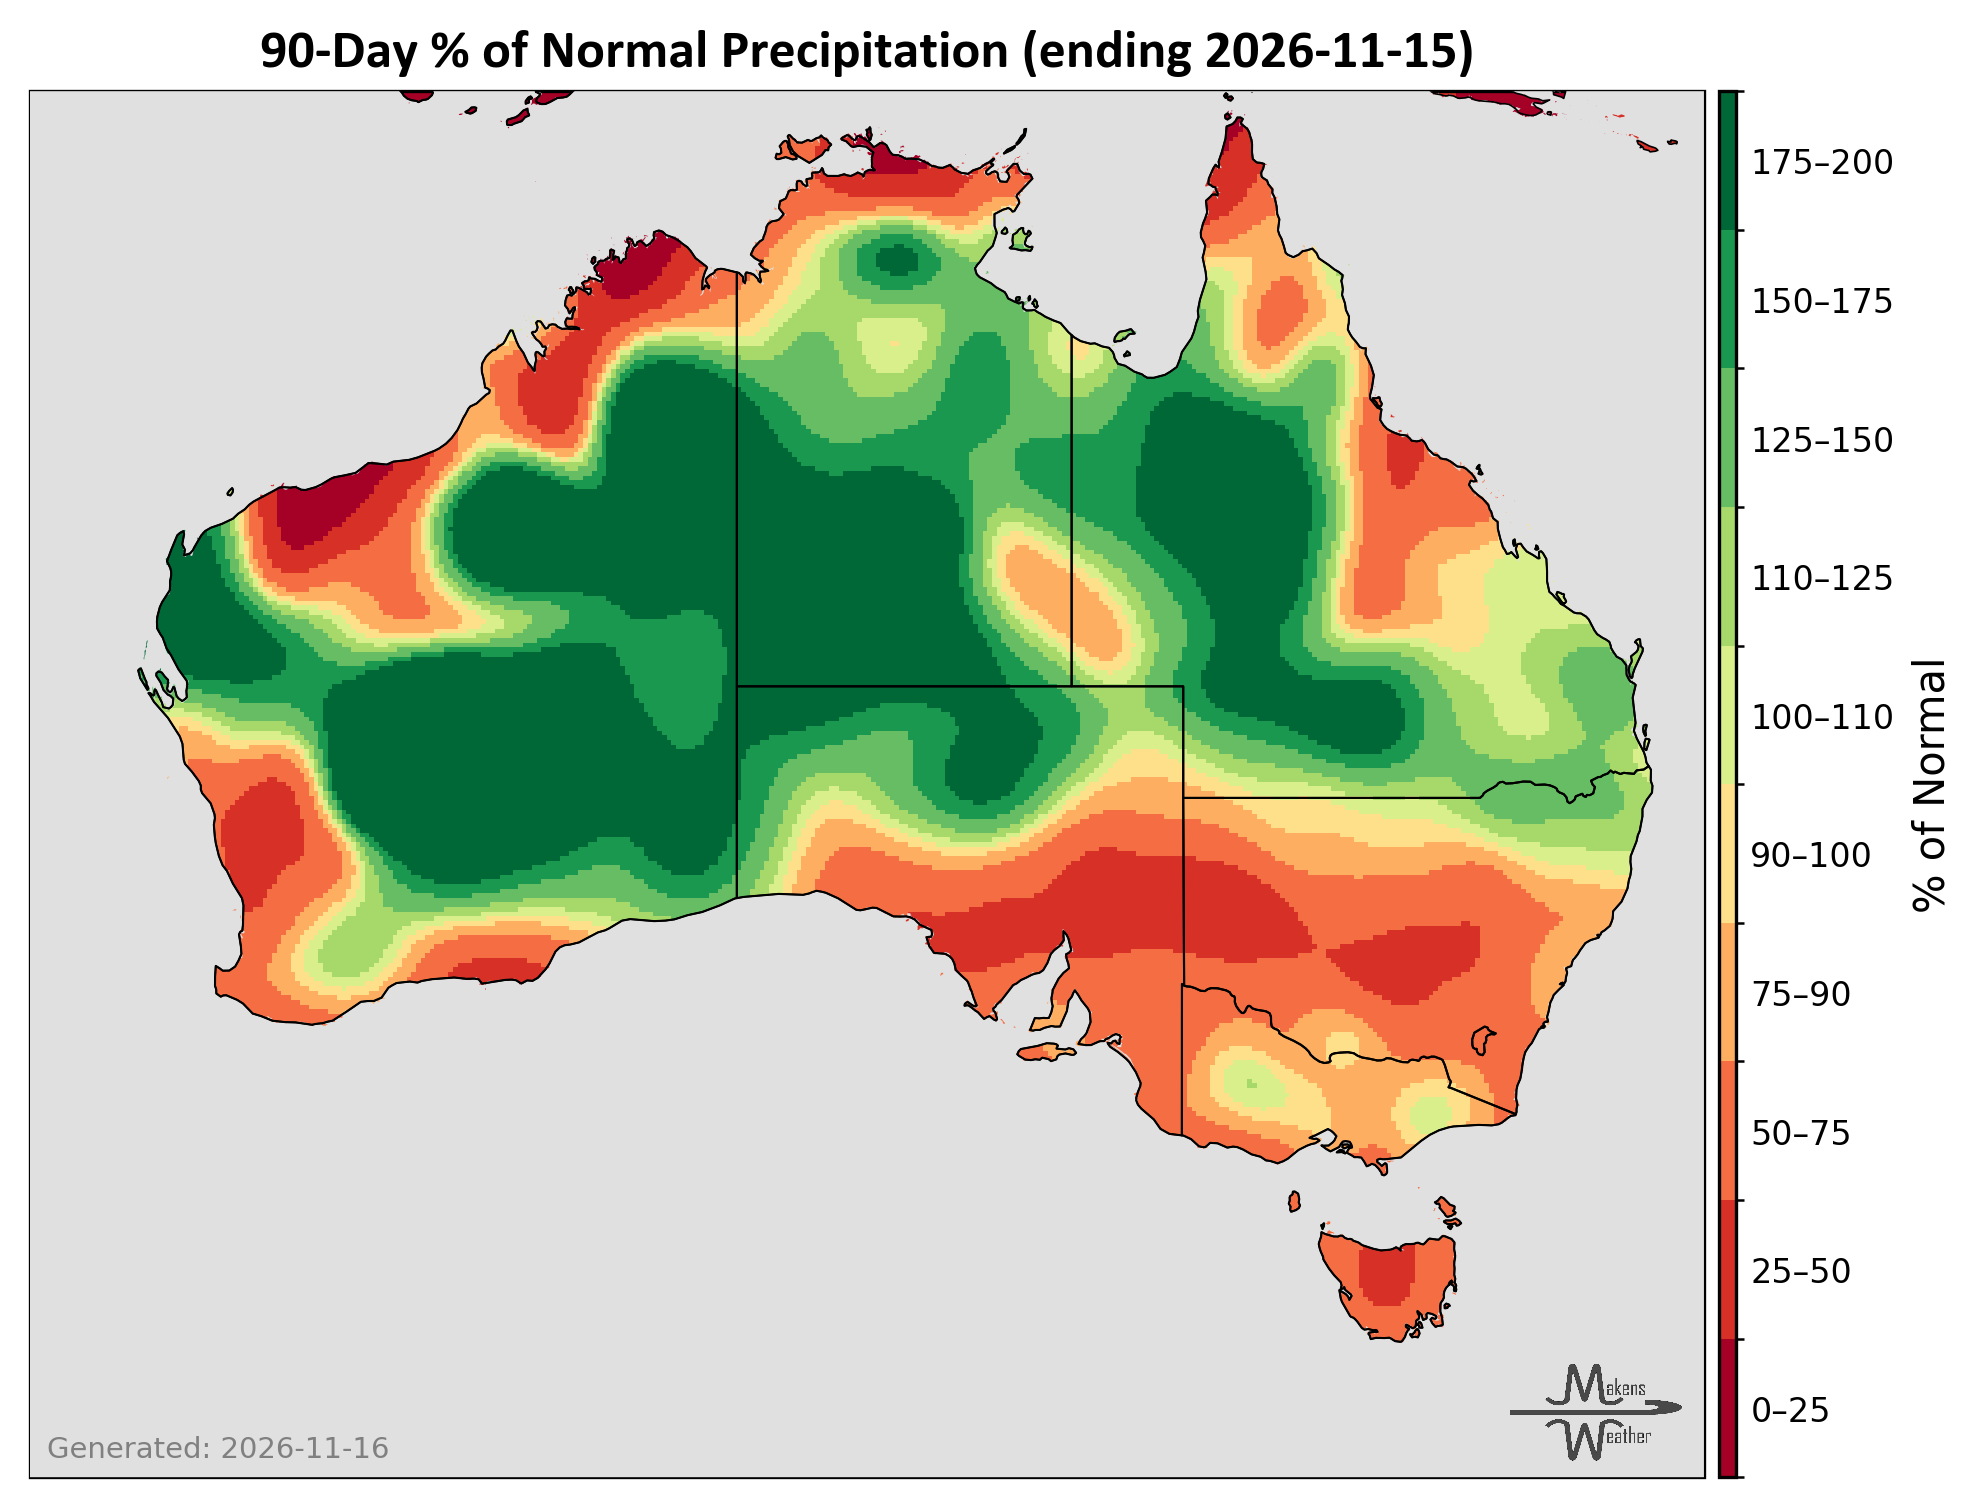 90-Day % of Normal Precipitation (ending 2026-11-15)
175–200
150–175
125–150
110–125
100–110
90–100
75–90
50–75
25–50
0–25
% of Normal
Makens
Weather
Generated: 2026-11-16